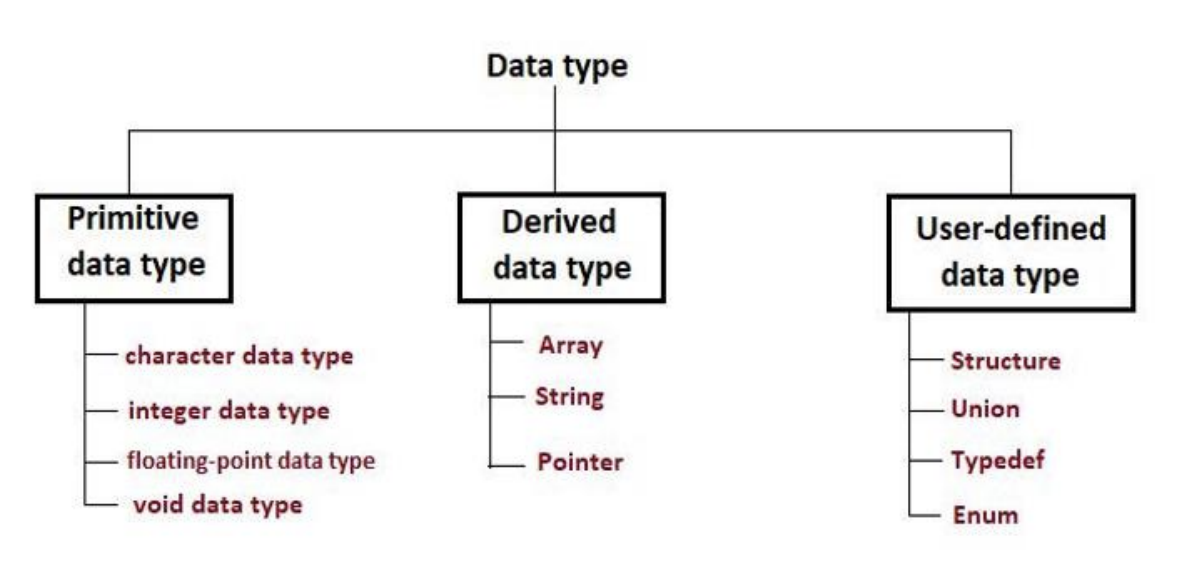 Data type
Primitive
data type
character data type
integer data type
floating-point data type
void data type
Derived
data type
Array
String
Pointer
User-defined
data type
Structure
Union
Typedef
Enum